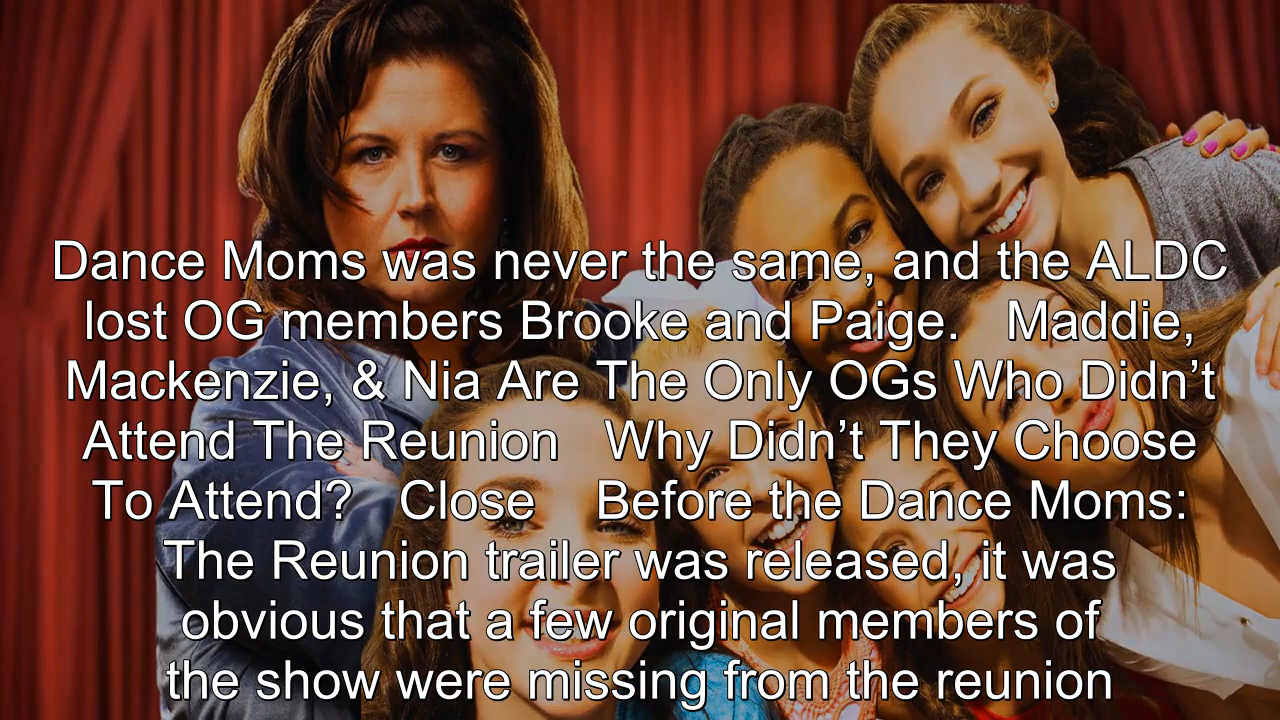 Dance Moms was never the same, and the ALDC
lost OG members Brooke and Paige. Maddie,
Mackenzie, & Nia Are The Only OGs Who Didn’t
Attend The Reunion Why Didn’t They Choose
To Attend? Close Before the Dance Moms:
The Reunion trailer was released, it was
obvious that a few original members of
the show were missing from the reunion